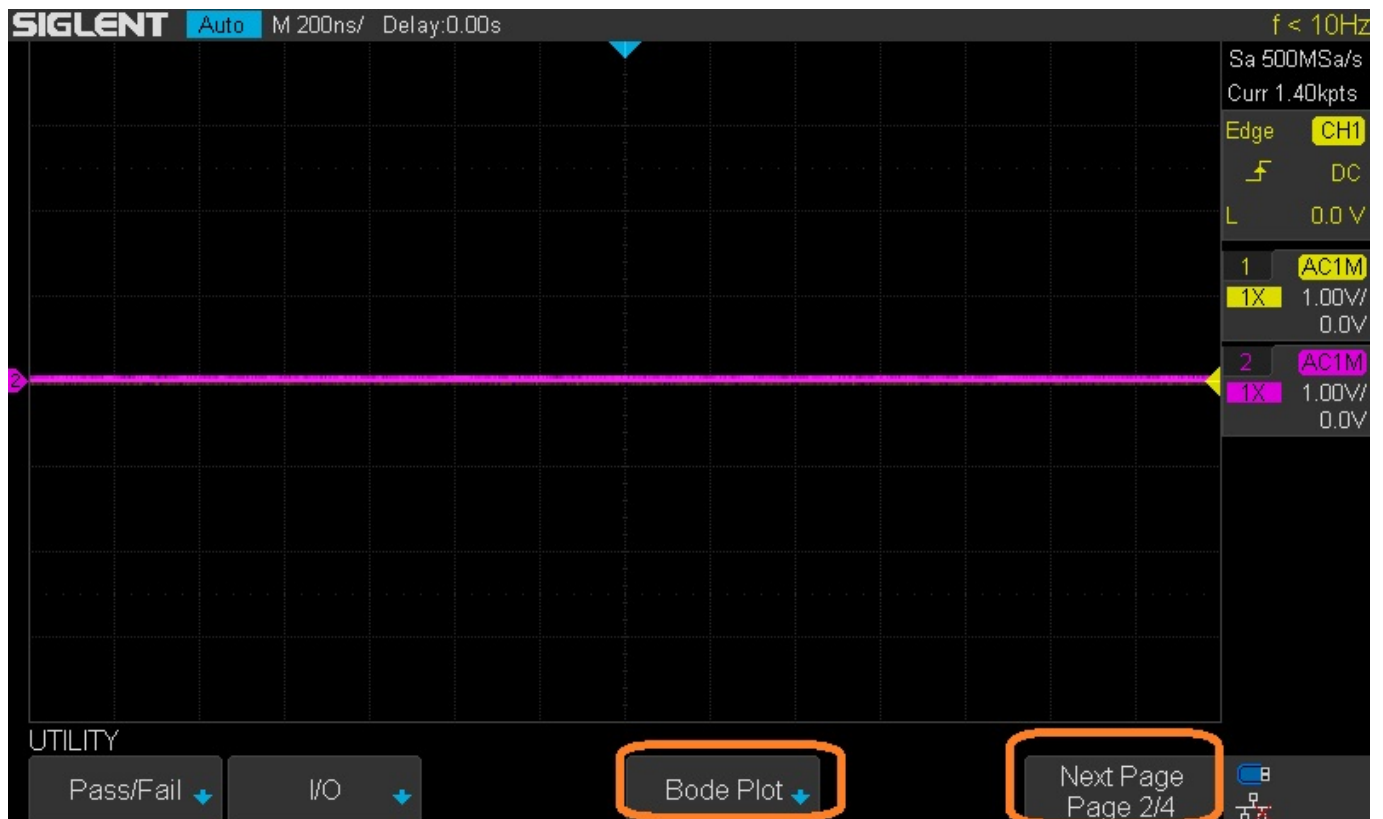 SIGLENT Auto M 200ns/ Delay:0.00s f < 10Hz
Sa 500MSa/s
Curr 1.40kpts
Edge CH1
DC
L 0.0 V
1 AC1M
1X 1.00V/
0.0V
2 AC1M
1X 1.00V/
0.0V
2
UTILITY
Pass/Fail I/O Bode Plot Next Page
Page 2/4